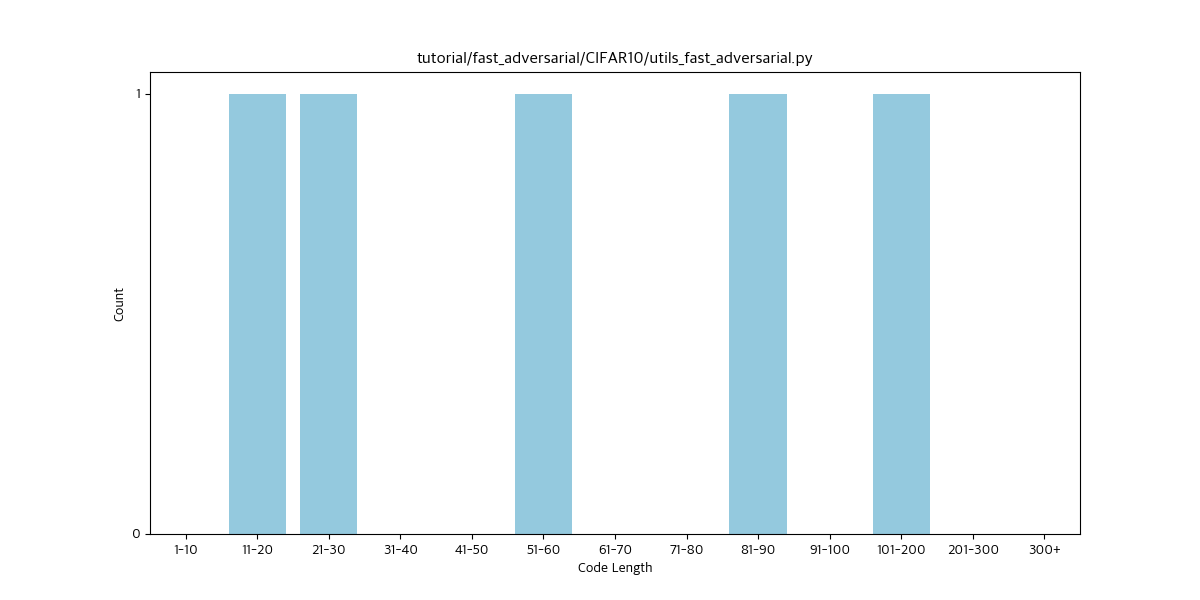 tutorial/fast_adversarial/CIFAR10/utils_fast_adversarial.py
1
Count
0
1-10 11-20 21-30 31-40 41-50 51-60 61-70 71-80 81-90 91-100 101-200 201-300 300+
Code Length